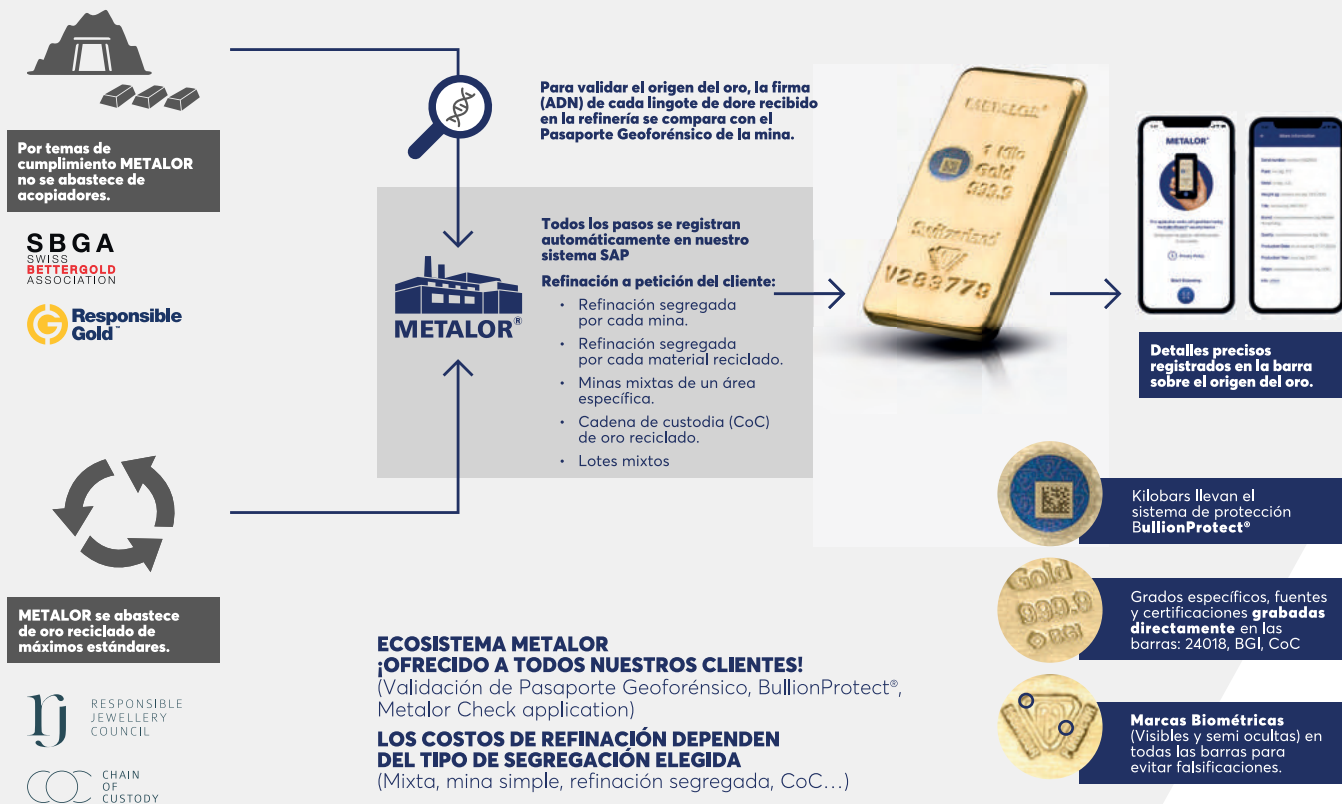 Por temas de
cumplimiento METALOR
no se abastece de
acopiadores.
SBGA
SWISS
BETTERGOLD
ASSOCIATION
Responsible
Gold™
Para validar el origen del oro, la firma
(ADN) de cada lingote de dore recibido
en la refinería se compara con el
Pasaporte Geoforénsico de la mina.
METALOR®
Todos los pasos se registran
automáticamente en nuestro
sistema SAP
Refinación a petición del cliente:
• Refinación segregada
por cada mina.
• Refinación segregada
por cada material reciclado.
• Minas mixtas de un área
específica.
• Cadena de custodia (CoC)
de oro reciclado.
• Lotes mixtos
METALOR®
1 Kilo
Gold
999.9
Switzerland
V283779
METALOR®
Privacy Policy
Start Scanning
Detalles precisos
registrados en la barra
sobre el origen del oro.
METALOR se abastece
de oro reciclado de
máximos estándares.
rj
RESPONSIBLE
JEWELLERY
COUNCIL
COC
CHAIN
OF
CUSTODY
ECOSISTEMA METALOR
¡OFRECIDO A TODOS NUESTROS CLIENTES!
(Validación de Pasaporte Geoforénsico, BullionProtect®,
Metalor Check application)
LOS COSTOS DE REFINACIÓN DEPENDEN
DEL TIPO DE SEGREGACIÓN ELEGIDA
(Mixta, mina simple, refinación segregada, CoC…)
Kilobars llevan el
sistema de protección
BullionProtect®
Gold
999.9
BGI
Grados específicos, fuentes
y certificaciones grabadas
directamente en las
barras: 24018, BGI, CoC
Marcas Biométricas
(Visibles y semi ocultas) en
todas las barras para
evitar falsificaciones.